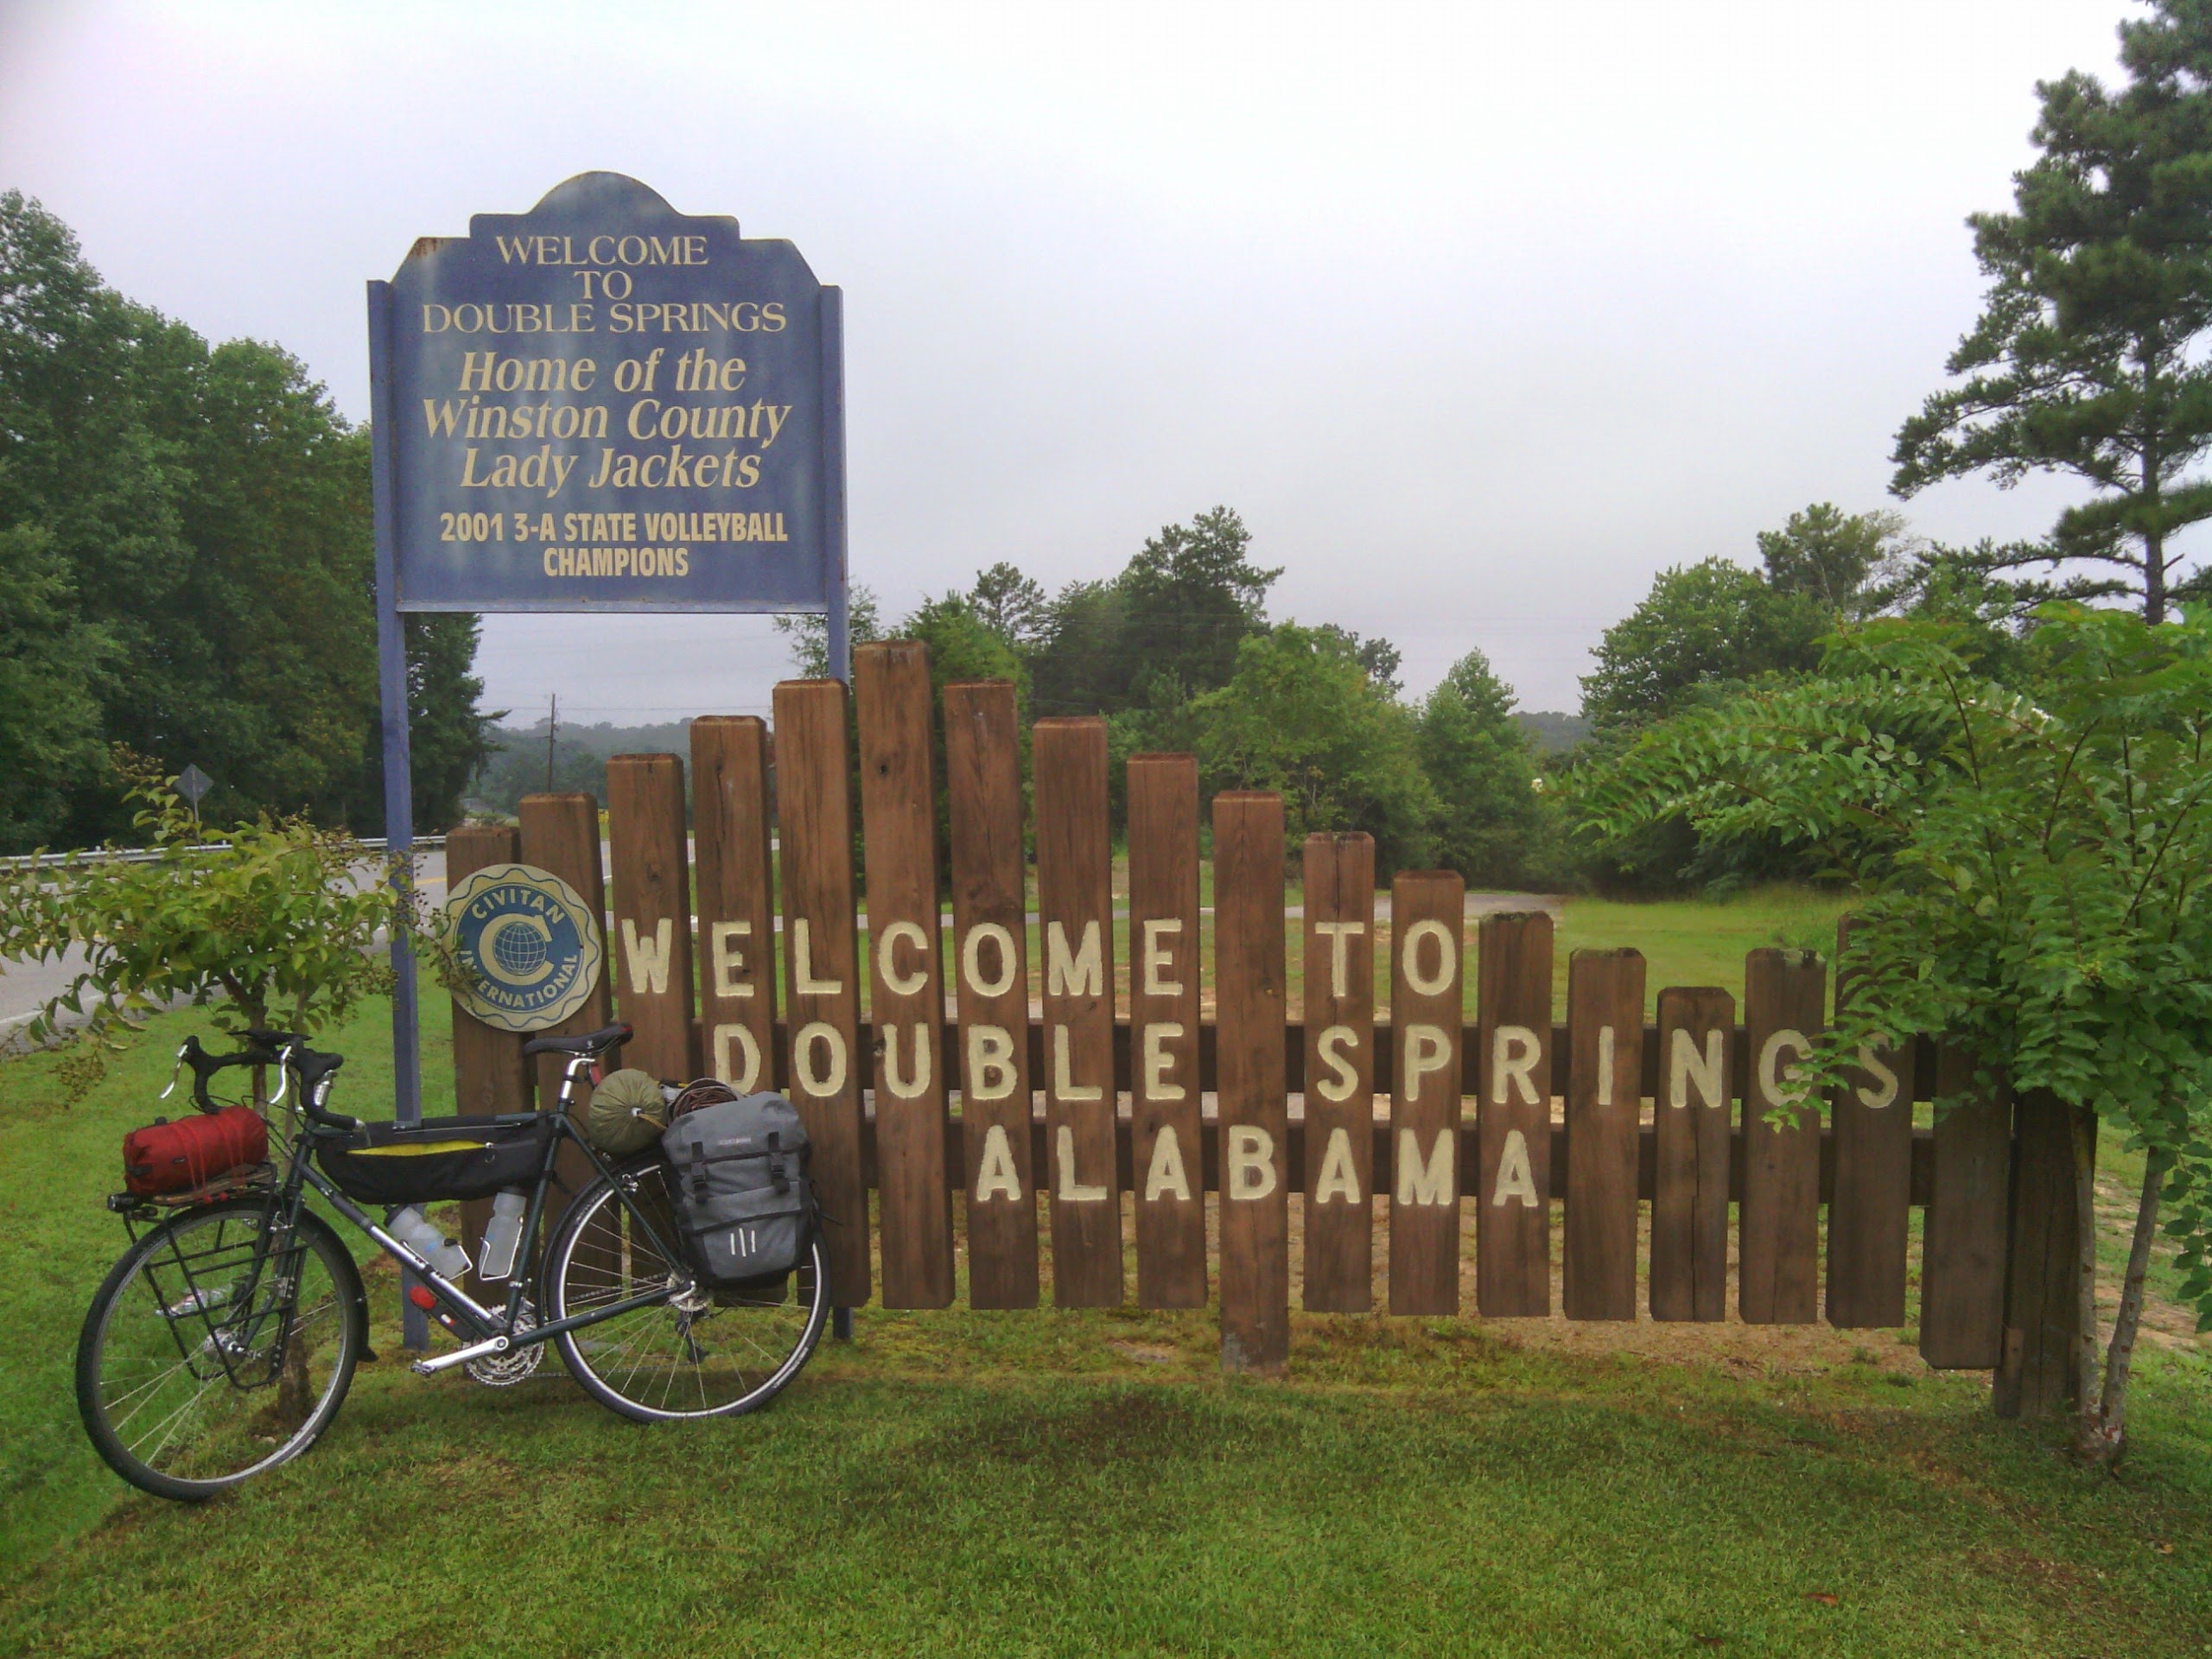 WELCOME
TO
DOUBLE SPRINGS
Home of the
Winston County
Lady Jackets
2001 3-A STATE VOLLEYBALL
CHAMPIONS
CIVITAN
C
INTERNATIONAL
WELCOME TO
DOUBLE SPRINGS
ALABAMA